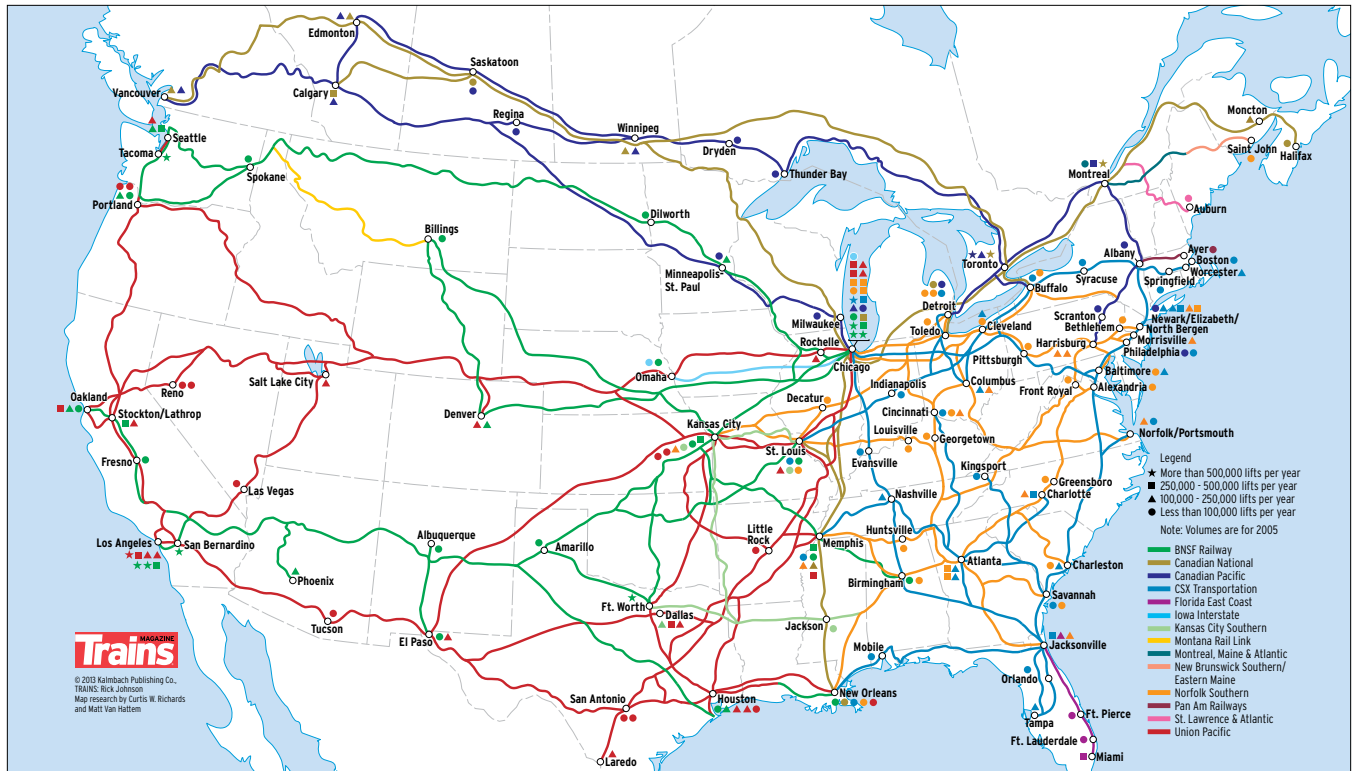 Edmonton
Saskatoon
Vancouver
Calgary
Regina
Winnipeg
Dryden
Thunder Bay
Moncton
Saint John
Halifax
Montreal
Auburn
Seattle
Tacoma
Spokane
Portland
Billings
Dilworth
Minneapolis-
St. Paul
Toronto
Albany
Ayer
Boston
Worcester
Springfield
Syracuse
Buffalo
Detroit
Milwaukee
Toledo
Cleveland
Scranton
Bethlehem
Newark/Elizabeth/
North Bergen
Rochelle
Chicago
Pittsburgh
Harrisburg
Morrisville
Philadelphia
Salt Lake City
Reno
Oakland
Stockton/Lathrop
Omaha
Denver
Decatur
Indianapolis
Columbus
Front Royal
Baltimore
Alexandria
Kansas City
St. Louis
Cincinnati
Louisville
Georgetown
Norfolk/Portsmouth
Fresno
Las Vegas
Evansville
Kingsport
Greensboro
Charlotte
Nashville
Los Angeles
San Bernardino
Albuquerque
Amarillo
Little
Rock
Memphis
Huntsville
Birmingham
Atlanta
Charleston
Phoenix
Savannah
Tucson
El Paso
Ft. Worth
Dallas
Jackson
Mobile
Jacksonville
San Antonio
Houston
New Orleans
Orlando
Tampa
Ft. Pierce
Ft. Lauderdale
Miami
Laredo
Legend
More than 500,000 lifts per year
250,000 - 500,000 lifts per year
100,000 - 250,000 lifts per year
Less than 100,000 lifts per year
Note: Volumes are for 2005
BNSF Railway
Canadian National
Canadian Pacific
CSX Transportation
Florida East Coast
Iowa Interstate
Kansas City Southern
Montana Rail Link
Montreal, Maine & Atlantic
New Brunswick Southern/
Eastern Maine
Norfolk Southern
Pan Am Railways
St. Lawrence & Atlantic
Union Pacific
Trains MAGAZINE
© 2013 Kalmbach Publishing Co.,
TRAINS: Rick Johnson
Map research by Curtis W. Richards
and Matt Van Hattem